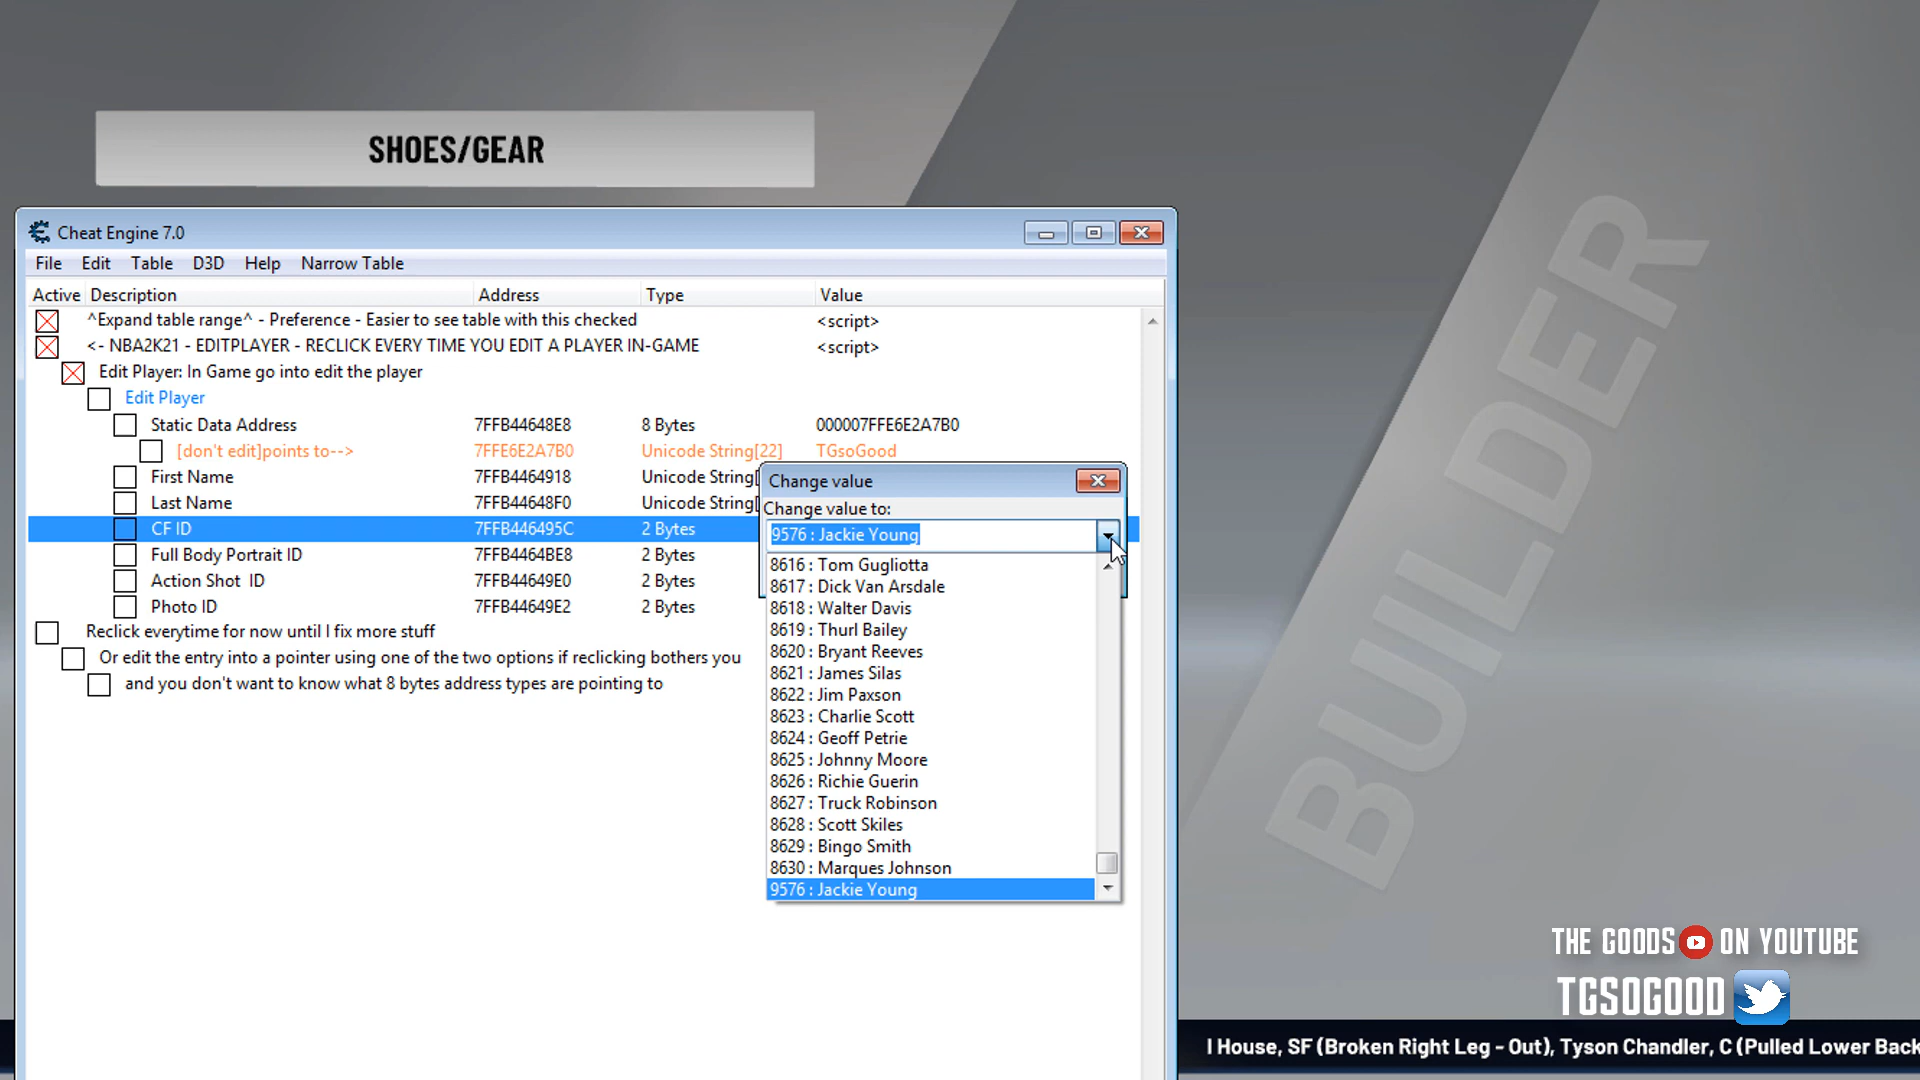 SHOES/GEAR
BUILDER
Cheat Engine 7.0
File Edit Table D3D Help Narrow Table
Active Description Address Type Value
^Expand table range^ - Preference - Easier to see table with this checked <script>
<- NBA2K21 - EDITPLAYER - RECLICK EVERY TIME YOU EDIT A PLAYER IN-GAME <script>
Edit Player: In Game go into edit the player
Edit Player
Static Data Address 7FFB44648E8 8 Bytes 000007FFE6E2A7B0
[don't edit]points to--> 7FFE6E2A7B0 Unicode String[22] TGsoGood
First Name 7FFB4464918 Unicode String[
Last Name 7FFB44648F0 Unicode String[
CF ID 7FFB446495C 2 Bytes
Full Body Portrait ID 7FFB4464BE8 2 Bytes
Action Shot ID 7FFB44649E0 2 Bytes
Photo ID 7FFB44649E2 2 Bytes
Reclick everytime for now until I fix more stuff
Or edit the entry into a pointer using one of the two options if reclicking bothers you
and you don't want to know what 8 bytes address types are pointing to
Change value
Change value to:
9576 : Jackie Young
8616 : Tom Gugliotta
8617 : Dick Van Arsdale
8618 : Walter Davis
8619 : Thurl Bailey
8620 : Bryant Reeves
8621 : James Silas
8622 : Jim Paxson
8623 : Charlie Scott
8624 : Geoff Petrie
8625 : Johnny Moore
8626 : Richie Guerin
8627 : Truck Robinson
8628 : Scott Skiles
8629 : Bingo Smith
8630 : Marques Johnson
9576 : Jackie Young
THE GOODS ON YOUTUBE
TGSOGOOD
l House, SF (Broken Right Leg - Out), Tyson Chandler, C (Pulled Lower Back